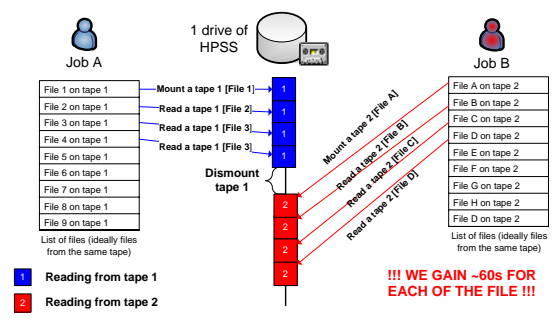 1 drive of
HPSS
Job A
Job B
File 1 on tape 1
File 2 on tape 1
File 3 on tape 1
File 4 on tape 1
File 5 on tape 1
File 6 on tape 1
File 7 on tape 1
File 8 on tape 1
File 9 on tape 1
List of files (ideally files
from the same tape)
Mount a tape 1 [File 1]
Read a tape 1 [File 2]
Read a tape 1 [File 3]
Read a tape 1 [File 3]
1
1
1
1
Dismount
tape 1
2
2
2
2
Mount a tape 2 [File A]
Read a tape 2 [File B]
Read a tape 2 [File C]
Read a tape 2 [File D]
File A on tape 2
File B on tape 2
File C on tape 2
File D on tape 2
File E on tape 2
File F on tape 2
File G on tape 2
File H on tape 2
File D on tape 2
List of files (ideally files
from the same tape)
1 Reading from tape 1
2 Reading from tape 2
!!! WE GAIN ~60s FOR
EACH OF THE FILE !!!